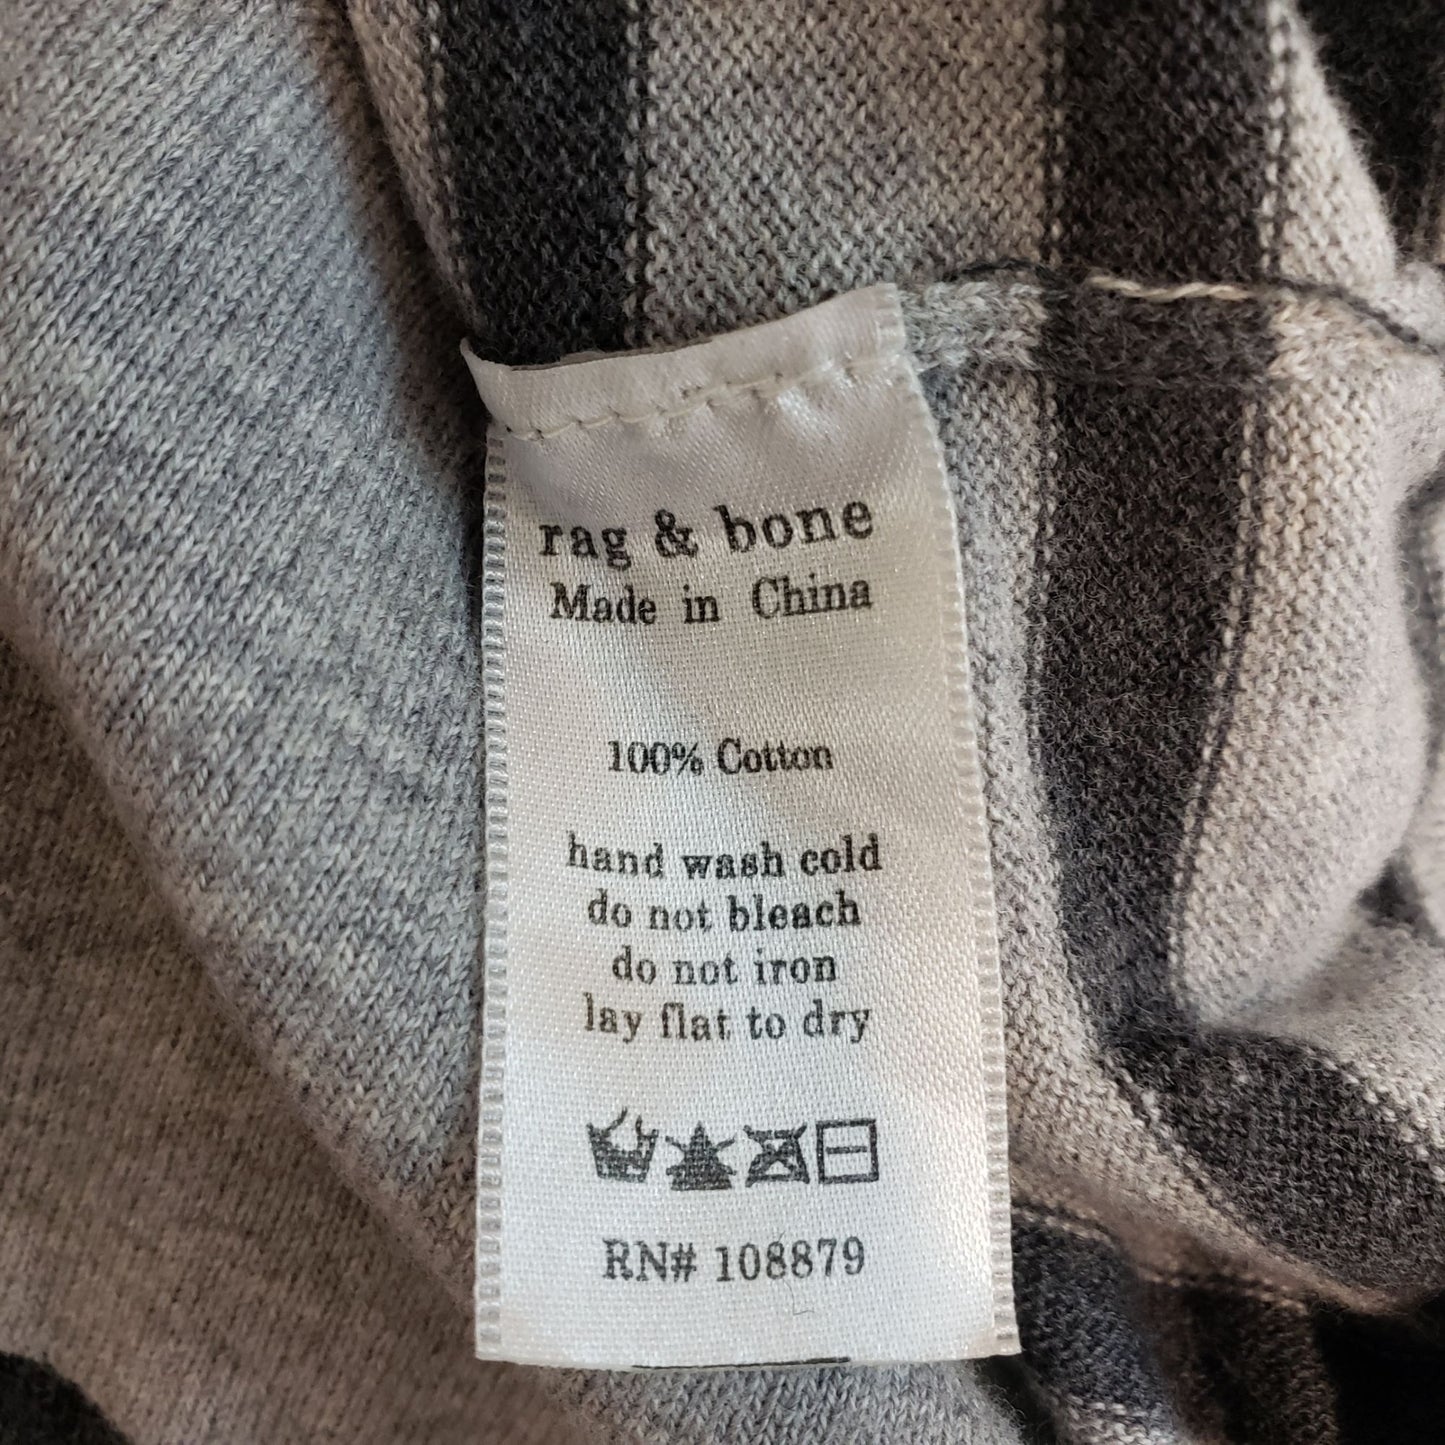 rag & bone
Made in China
100% Cotton
hand wash cold
do not bleach
do not iron
lay flat to dry
RN# 108879